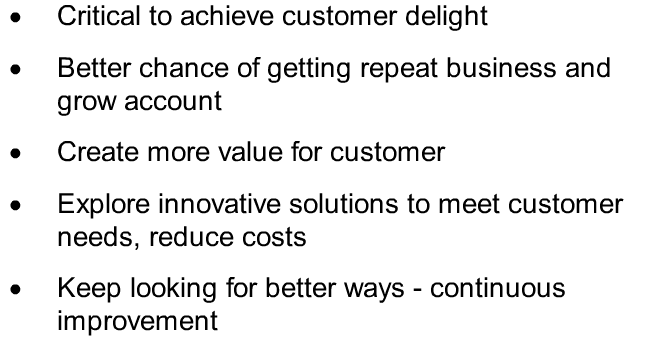 • Critical to achieve customer delight
• Better chance of getting repeat business and
grow account
• Create more value for customer
• Explore innovative solutions to meet customer
needs, reduce costs
• Keep looking for better ways - continuous
improvement